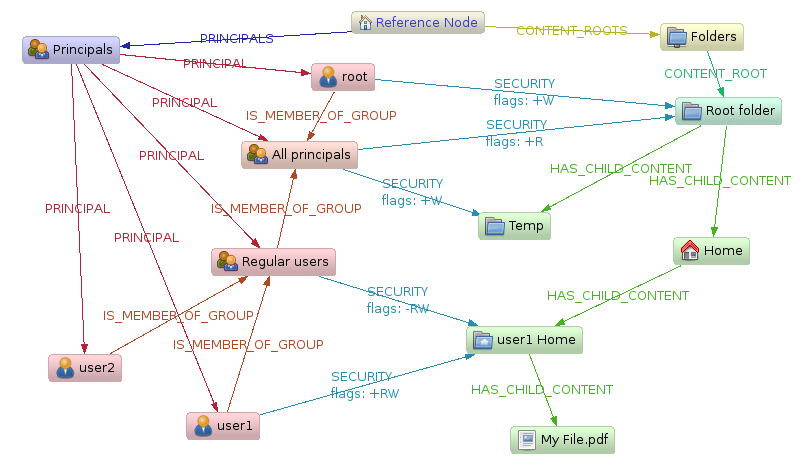 Reference Node
PRINCIPALS
CONTENT_ROOTS
Folders
Principals
PRINCIPAL
root
SECURITY
flags: +W
CONTENT_ROOT
Root folder
PRINCIPAL
IS_MEMBER_OF_GROUP
SECURITY
flags: +R
PRINCIPAL
All principals
HAS_CHILD_CONTENT
HAS_CHILD_CONTENT
SECURITY
flags: +W
PRINCIPAL
IS_MEMBER_OF_GROUP
Temp
PRINCIPAL
Regular users
Home
SECURITY
flags: -RW
HAS_CHILD_CONTENT
IS_MEMBER_OF_GROUP
IS_MEMBER_OF_GROUP
user1 Home
user2
SECURITY
flags: +RW
HAS_CHILD_CONTENT
user1
My File.pdf